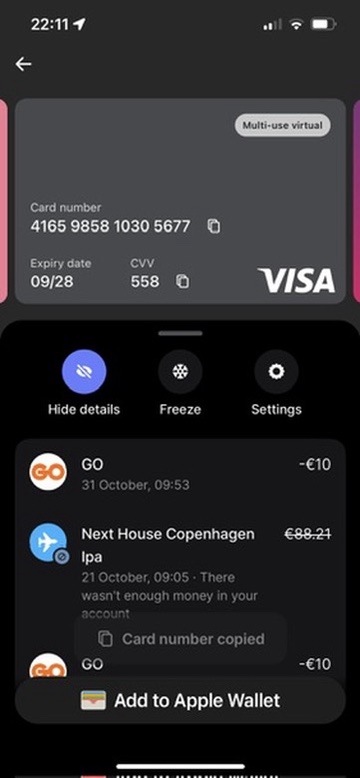 22:11
Multi-use virtual
Card number
4165 9858 1030 5677
Expiry date
CVV
09/28
558
VISA
Hide details
Freeze
Settings
GO
GO
-€10
31 October, 09:53
Next House Copenhagen
€88.21
Ipa
21 October, 09:05 · There
wasn't enough money in your
account
Card number copied
GO
GO
-€10
Add to Apple Wallet